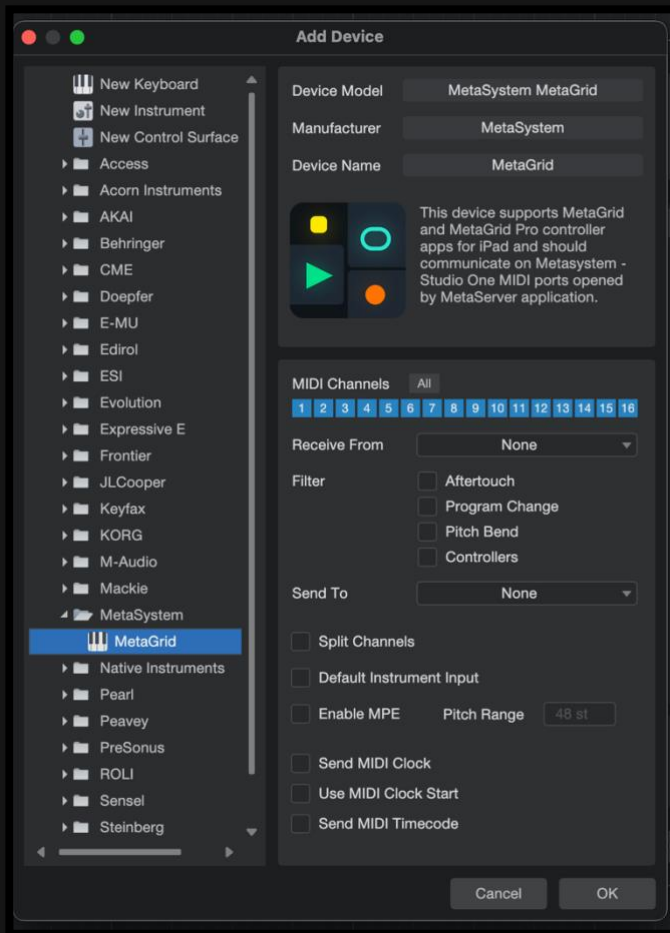 Add Device
New Keyboard
New Instrument
New Control Surface
Access
Acorn Instruments
AKAI
Behringer
CME
Doepfer
E-MU
Edirol
ESI
Evolution
Expressive E
Frontier
JLCooper
Keyfax
KORG
M-Audio
Mackie
MetaSystem
MetaGrid
Native Instruments
Pearl
Peavey
PreSonus
ROLI
Sensel
Steinberg
Device Model MetaSystem MetaGrid
Manufacturer MetaSystem
Device Name MetaGrid
This device supports MetaGrid
and MetaGrid Pro controller
apps for iPad and should
communicate on Metasystem -
Studio One MIDI ports opened
by MetaServer application.
MIDI Channels All
1 2 3 4 5 6 7 8 9 10 11 12 13 14 15 16
Receive From None
Filter Aftertouch
Program Change
Pitch Bend
Controllers
Send To None
Split Channels
Default Instrument Input
Enable MPE Pitch Range 48 st
Send MIDI Clock
Use MIDI Clock Start
Send MIDI Timecode
Cancel OK